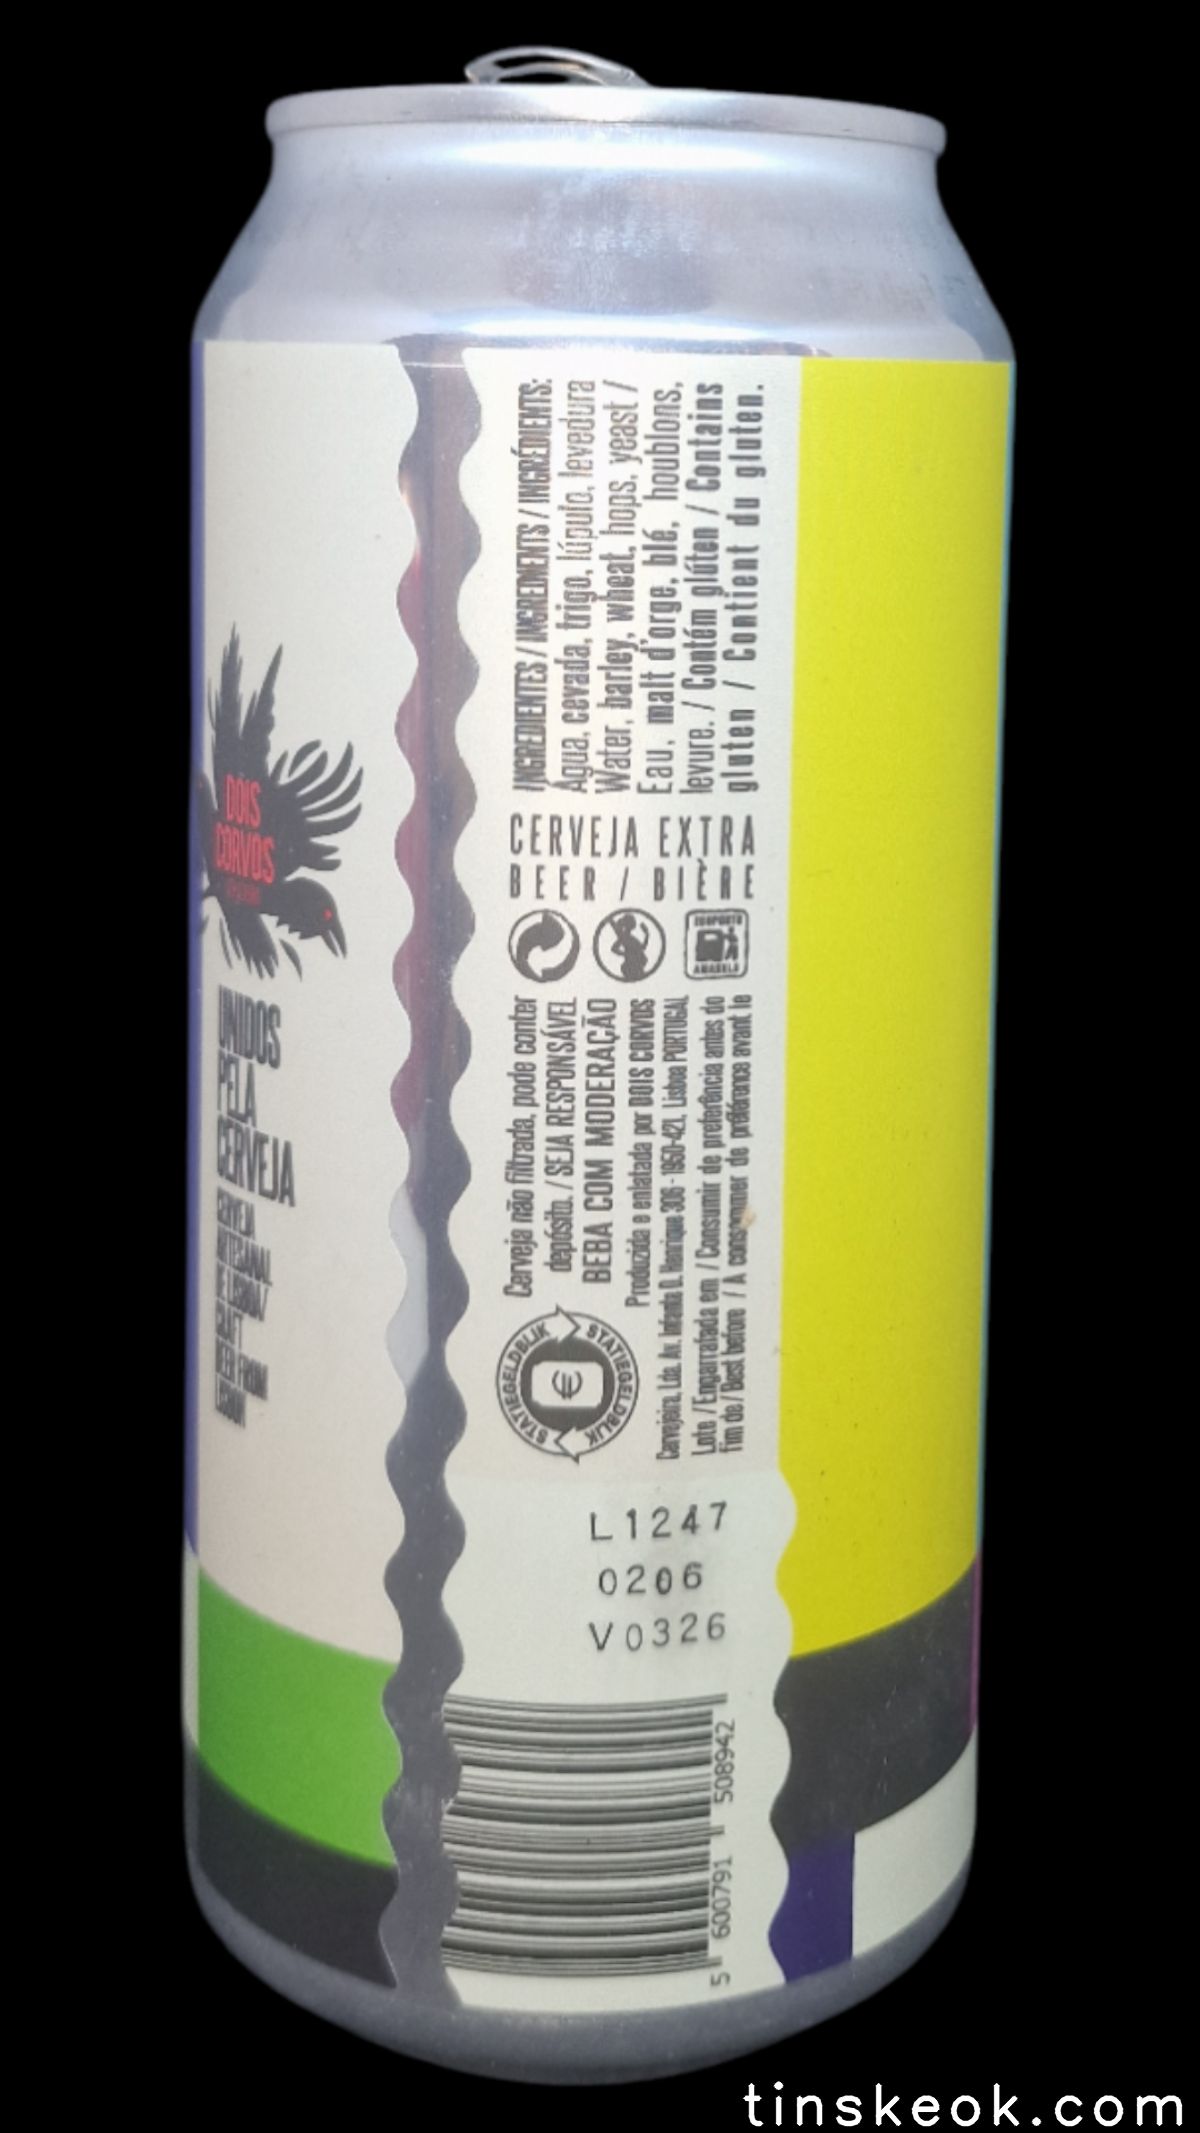 DOIS
CORVOS
UNIDOS
PELA
CERVEJA
CERVEJA
ARTESANAL
DE LISBOA/
CRAFT
BEER FROM
LISBON
INGREDIENTES / INGREDIENTS / INGRÉDIENTS:
Água, cevada, trigo, lúpulo, levedura
Water, barley, wheat, hops, yeast /
Eau, malt d'orge, blé, houblons,
levure. / Contém glúten / Contains
gluten / Contient du gluten.
CERVEJA EXTRA
BEER / BIÈRE
AMARELO
Cerveja não filtrada, pode conter
depósito. / SEJA RESPONSÁVEL
BEBA COM MODERAÇÃO
Produzida e enlatada por DOIS CORVOS
Cervejeira, Lda. Av. Infante D. Henrique 306 - 1950-421, Lisboa PORTUGAL
Lote / Engarrafada em / Consumir de preferência antes do
fim de / Best before / A consommer de préférence avant le
STATIEGELDBLIK
STATIEGELDBLIK
€
L1247
0206
V0326
5 600791 508942
tinskeok.com